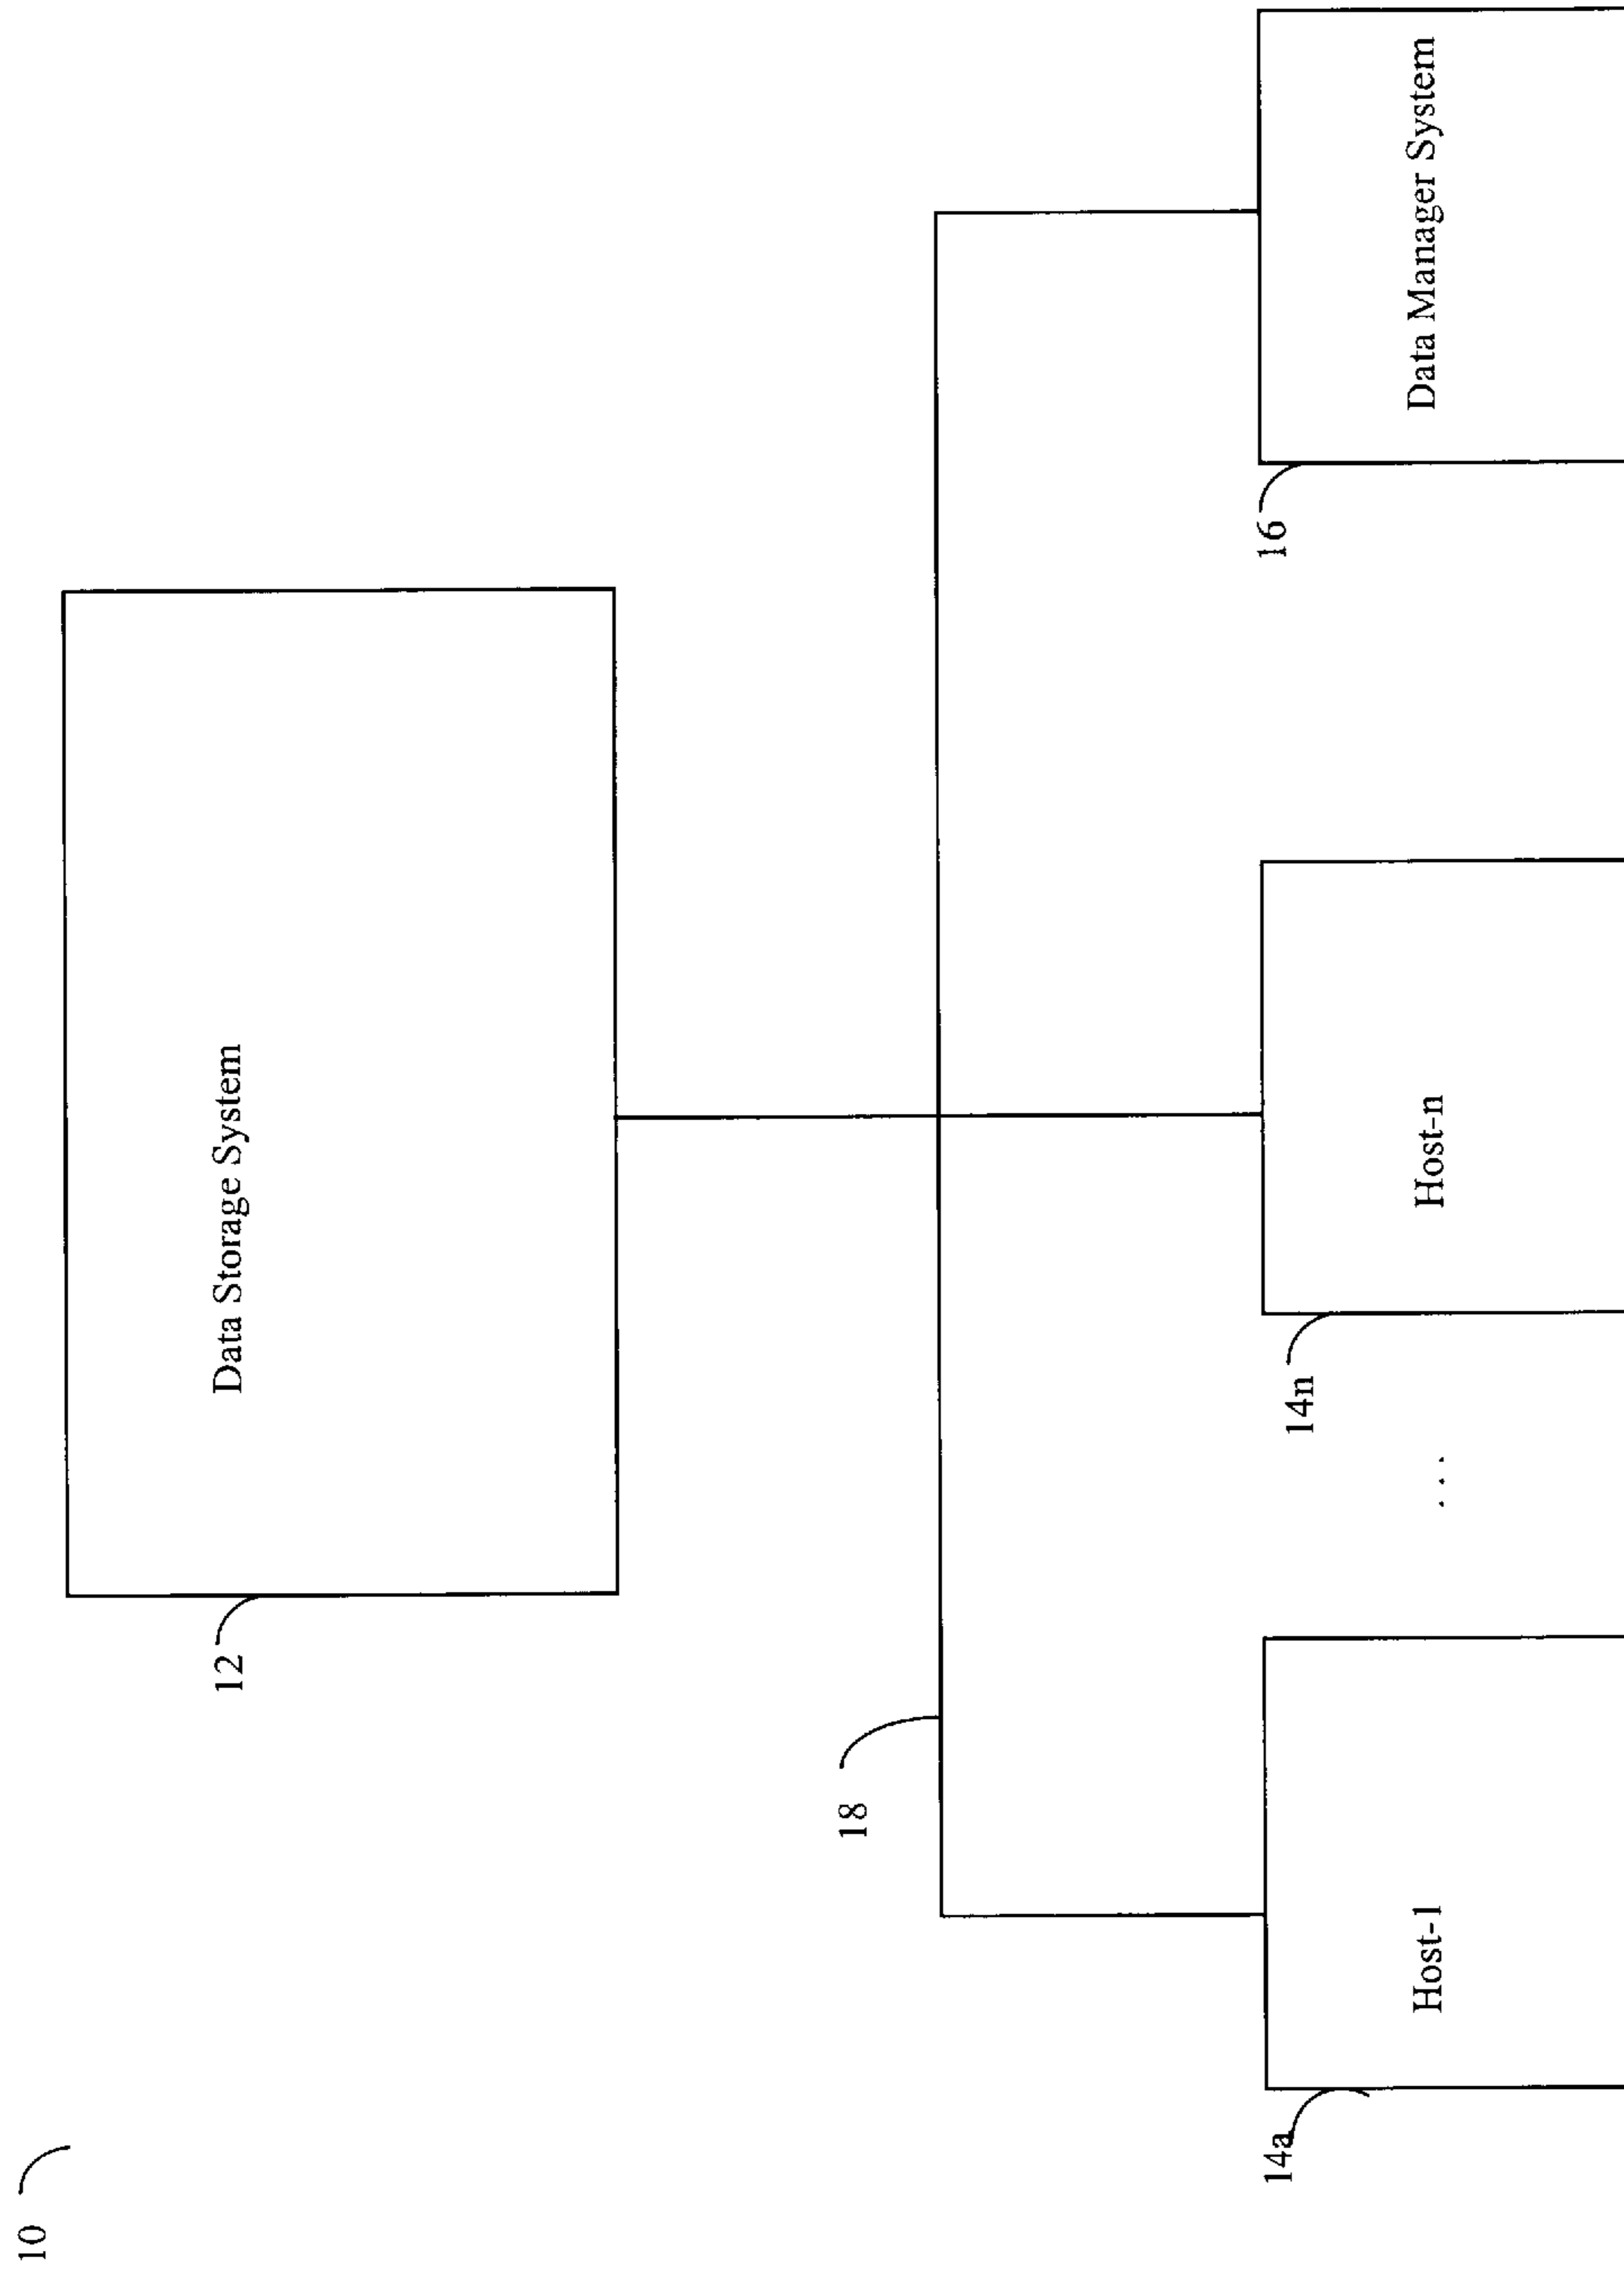 10
12
Data Storage System
18
14a
Host-1
. . .
14n
Host-n
16
Data Manager System